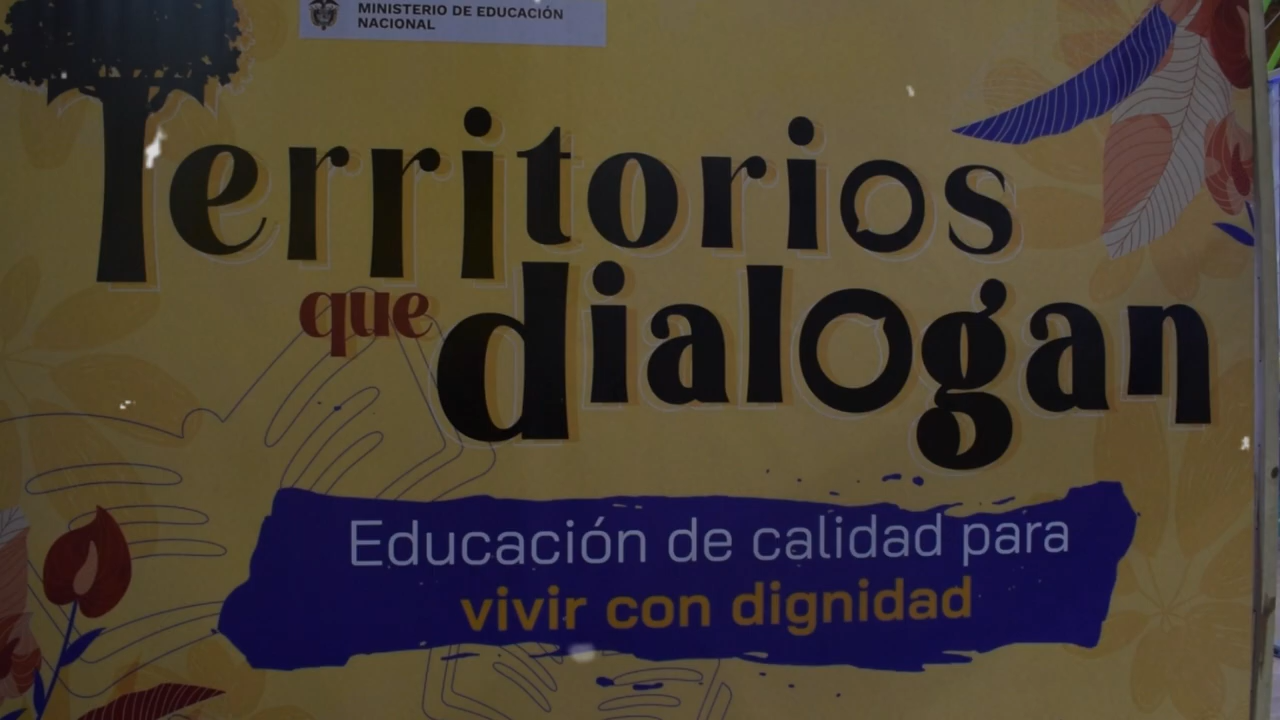 MINISTERIO DE EDUCACIÓN
NACIONAL
Territorios
que
dialogan
Educación de calidad para
vivir con dignidad